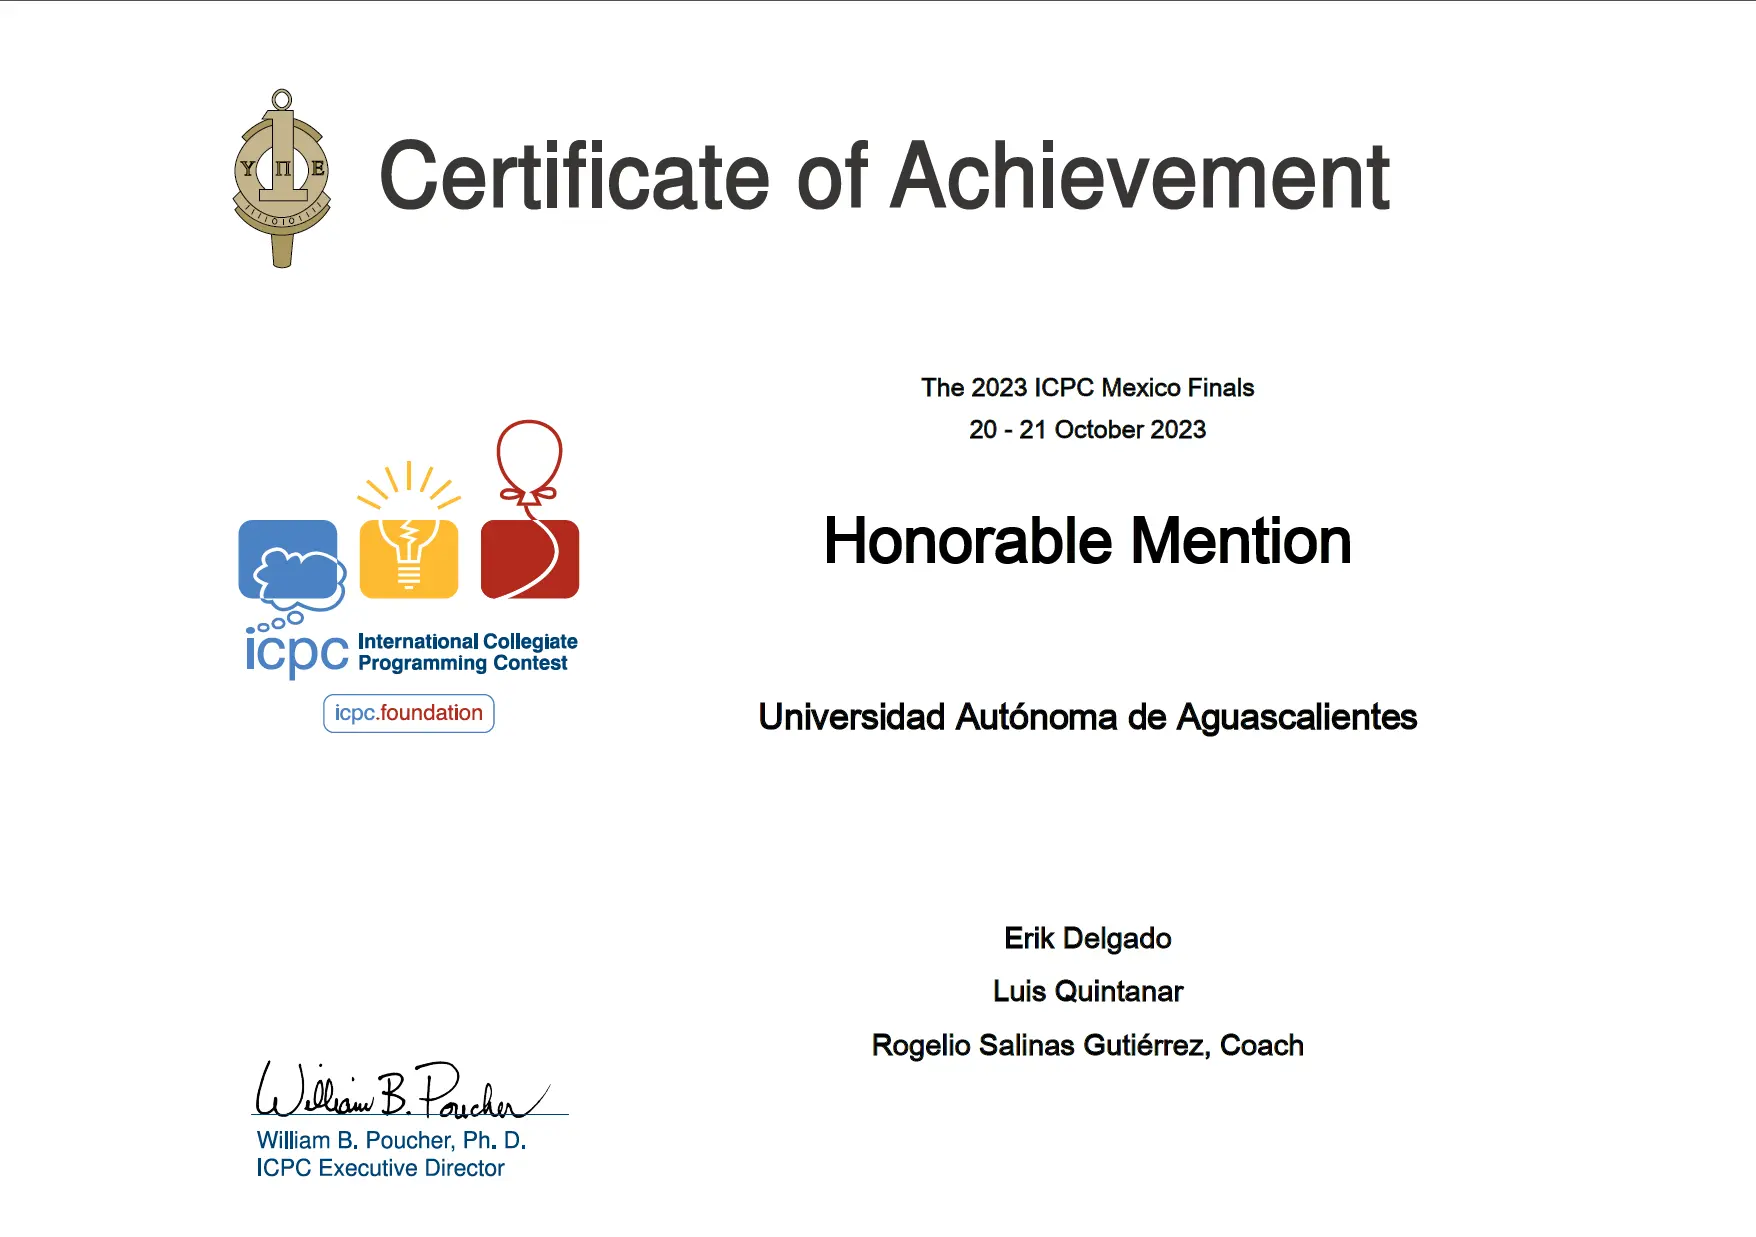 Υ Π Ε
Certificate of Achievement
The 2023 ICPC Mexico Finals
20 - 21 October 2023
Honorable Mention
icpc International Collegiate
Programming Contest
icpc.foundation
Universidad Autónoma de Aguascalientes
Erik Delgado
Luis Quintanar
Rogelio Salinas Gutiérrez, Coach
William B. Poucher
William B. Poucher, Ph. D.
ICPC Executive Director